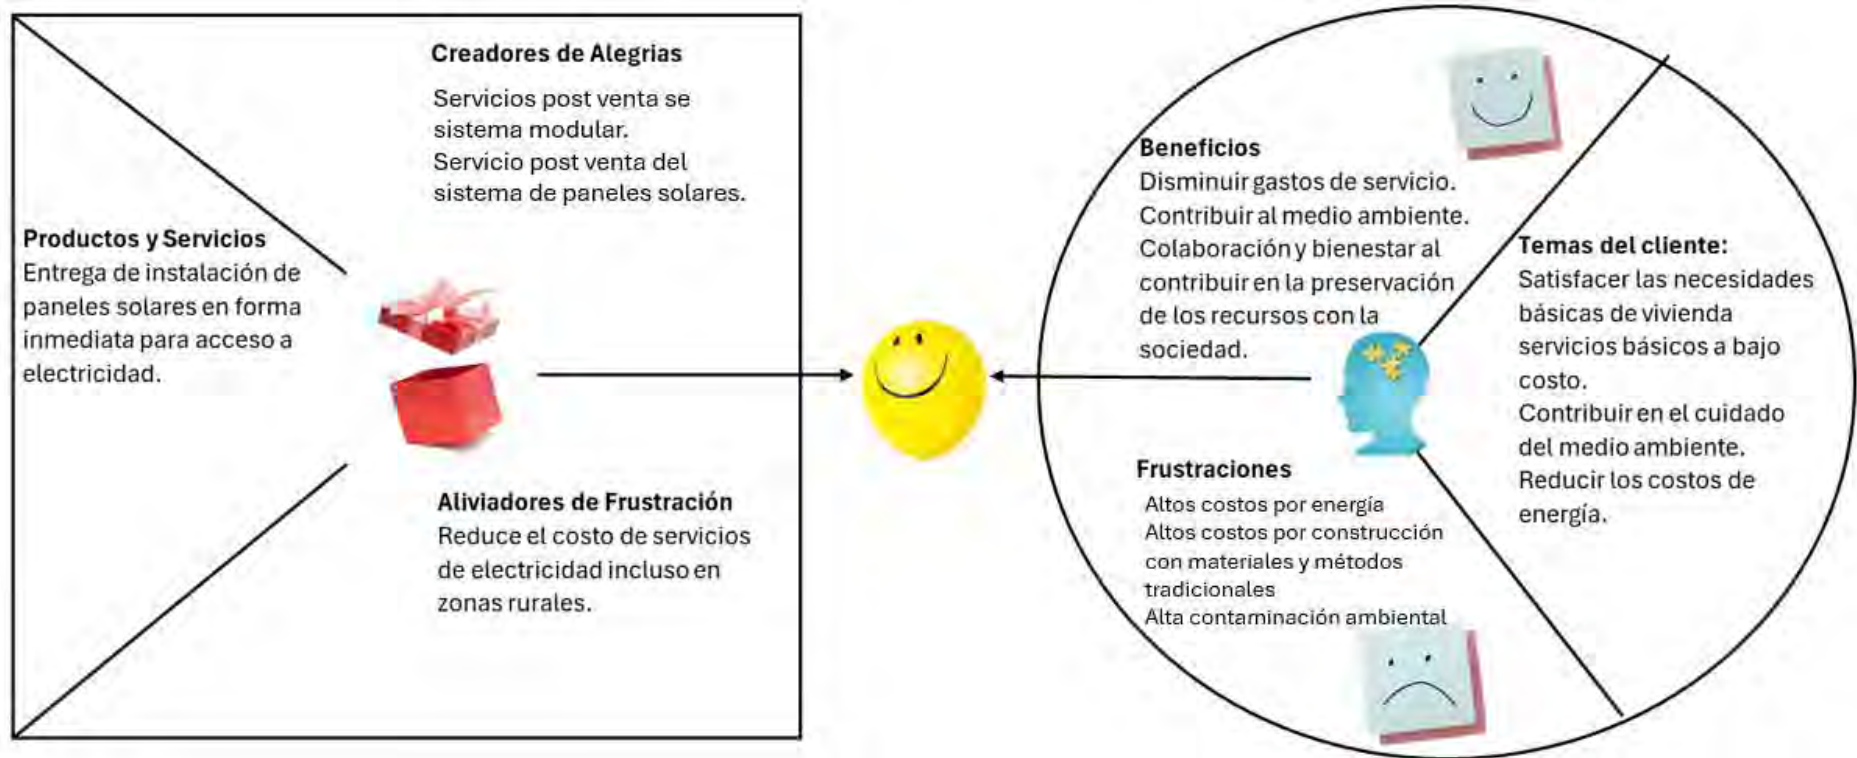 Creadores de Alegrias
Servicios post venta se
sistema modular.
Servicio post venta del
sistema de paneles solares.
Productos y Servicios
Entrega de instalación de
paneles solares en forma
inmediata para acceso a
electricidad.
Aliviadores de Frustración
Reduce el costo de servicios
de electricidad incluso en
zonas rurales.
Beneficios
Disminuir gastos de servicio.
Contribuir al medio ambiente.
Colaboración y bienestar al
contribuir en la preservación
de los recursos con la
sociedad.
Frustraciones
Altos costos por energía
Altos costos por construcción
con materiales y métodos
tradicionales
Alta contaminación ambiental
Temas del cliente:
Satisfacer las necesidades
básicas de vivienda
servicios básicos a bajo
costo.
Contribuir en el cuidado
del medio ambiente.
Reducir los costos de
energía.